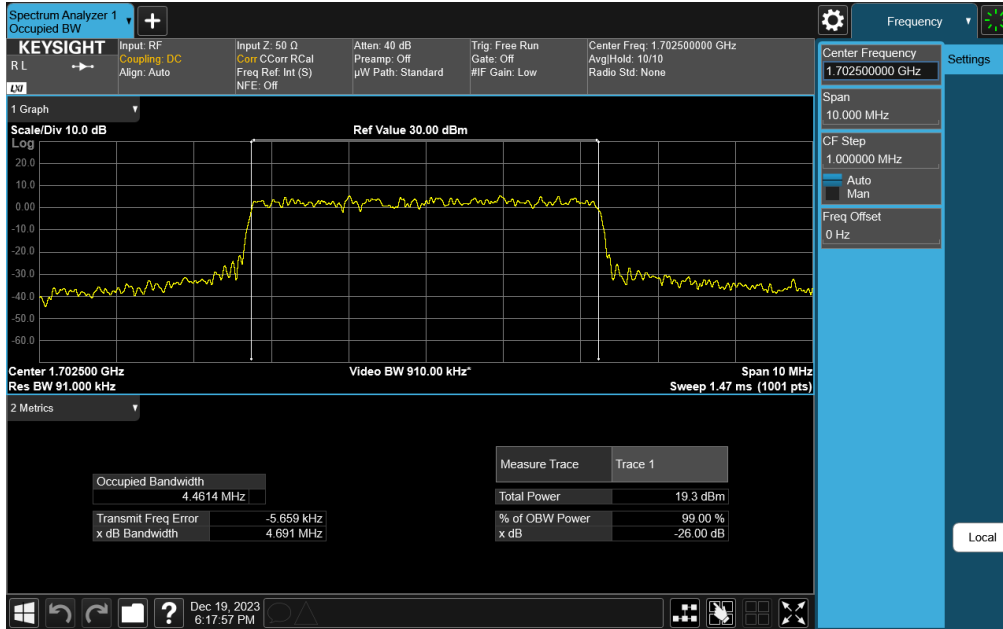 Spectrum Analyzer 1
Occupied BW
Frequency
KEYSIGHT
R L
LXI
Input: RF
Coupling: DC
Align: Auto
Input Z: 50 Ω
Corr CCorr RCal
Freq Ref: Int (S)
NFE: Off
Atten: 40 dB
Preamp: Off
µW Path: Standard
Trig: Free Run
Gate: Off
#IF Gain: Low
Center Freq: 1.702500000 GHz
Avg|Hold: 10/10
Radio Std: None
Center Frequency
1.702500000 GHz
Settings
Span
10.000 MHz
CF Step
1.000000 MHz
Auto
Man
Freq Offset
0 Hz
Local
1 Graph
Scale/Div 10.0 dB
Ref Value 30.00 dBm
Log
20.0
10.0
0.00
-10.0
-20.0
-30.0
-40.0
-50.0
-60.0
Center 1.702500 GHz
Video BW 910.00 kHz*
Span 10 MHz
Res BW 91.000 kHz
Sweep 1.47 ms (1001 pts)
2 Metrics
Occupied Bandwidth
4.4614 MHz
Transmit Freq Error -5.659 kHz
x dB Bandwidth 4.691 MHz
Measure Trace Trace 1
Total Power 19.3 dBm
% of OBW Power 99.00 %
x dB -26.00 dB
?
Dec 19, 2023
6:17:57 PM